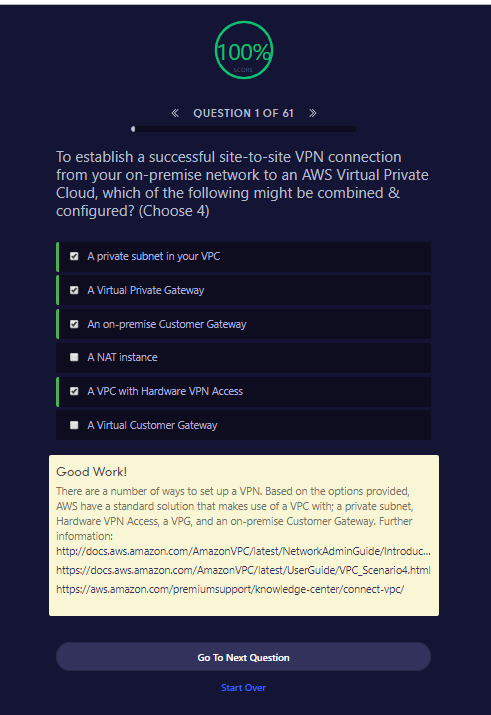 100%
SCORE
« QUESTION 1 OF 61 »
To establish a successful site-to-site VPN connection
from your on-premise network to an AWS Virtual Private
Cloud, which of the following might be combined &
configured? (Choose 4)
A private subnet in your VPC
A Virtual Private Gateway
An on-premise Customer Gateway
A NAT instance
A VPC with Hardware VPN Access
A Virtual Customer Gateway
Good Work!
There are a number of ways to set up a VPN. Based on the options provided,
AWS have a standard solution that makes use of a VPC with; a private subnet,
Hardware VPN Access, a VPG, and an on-premise Customer Gateway. Further
information:
http://docs.aws.amazon.com/AmazonVPC/latest/NetworkAdminGuide/Introduc...
https://docs.aws.amazon.com/AmazonVPC/latest/UserGuide/VPC_Scenario4.html
https://aws.amazon.com/premiumsupport/knowledge-center/connect-vpc/
Go To Next Question
Start Over